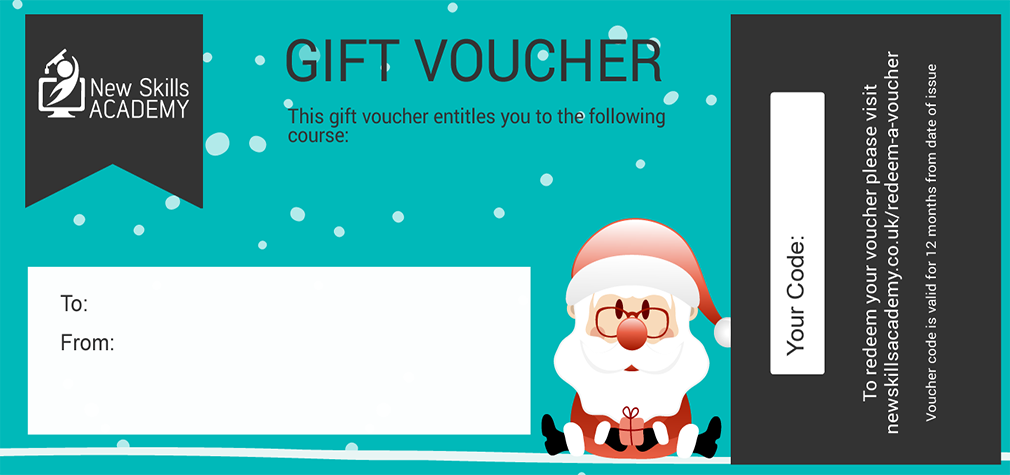 New Skills
ACADEMY
GIFT VOUCHER
This gift voucher entitles you to the following
course:
To:
From:
Your Code:
To redeem your voucher please visit
newskillsacademy.co.uk/redeem-a-voucher
Voucher code is valid for 12 months from date of issue